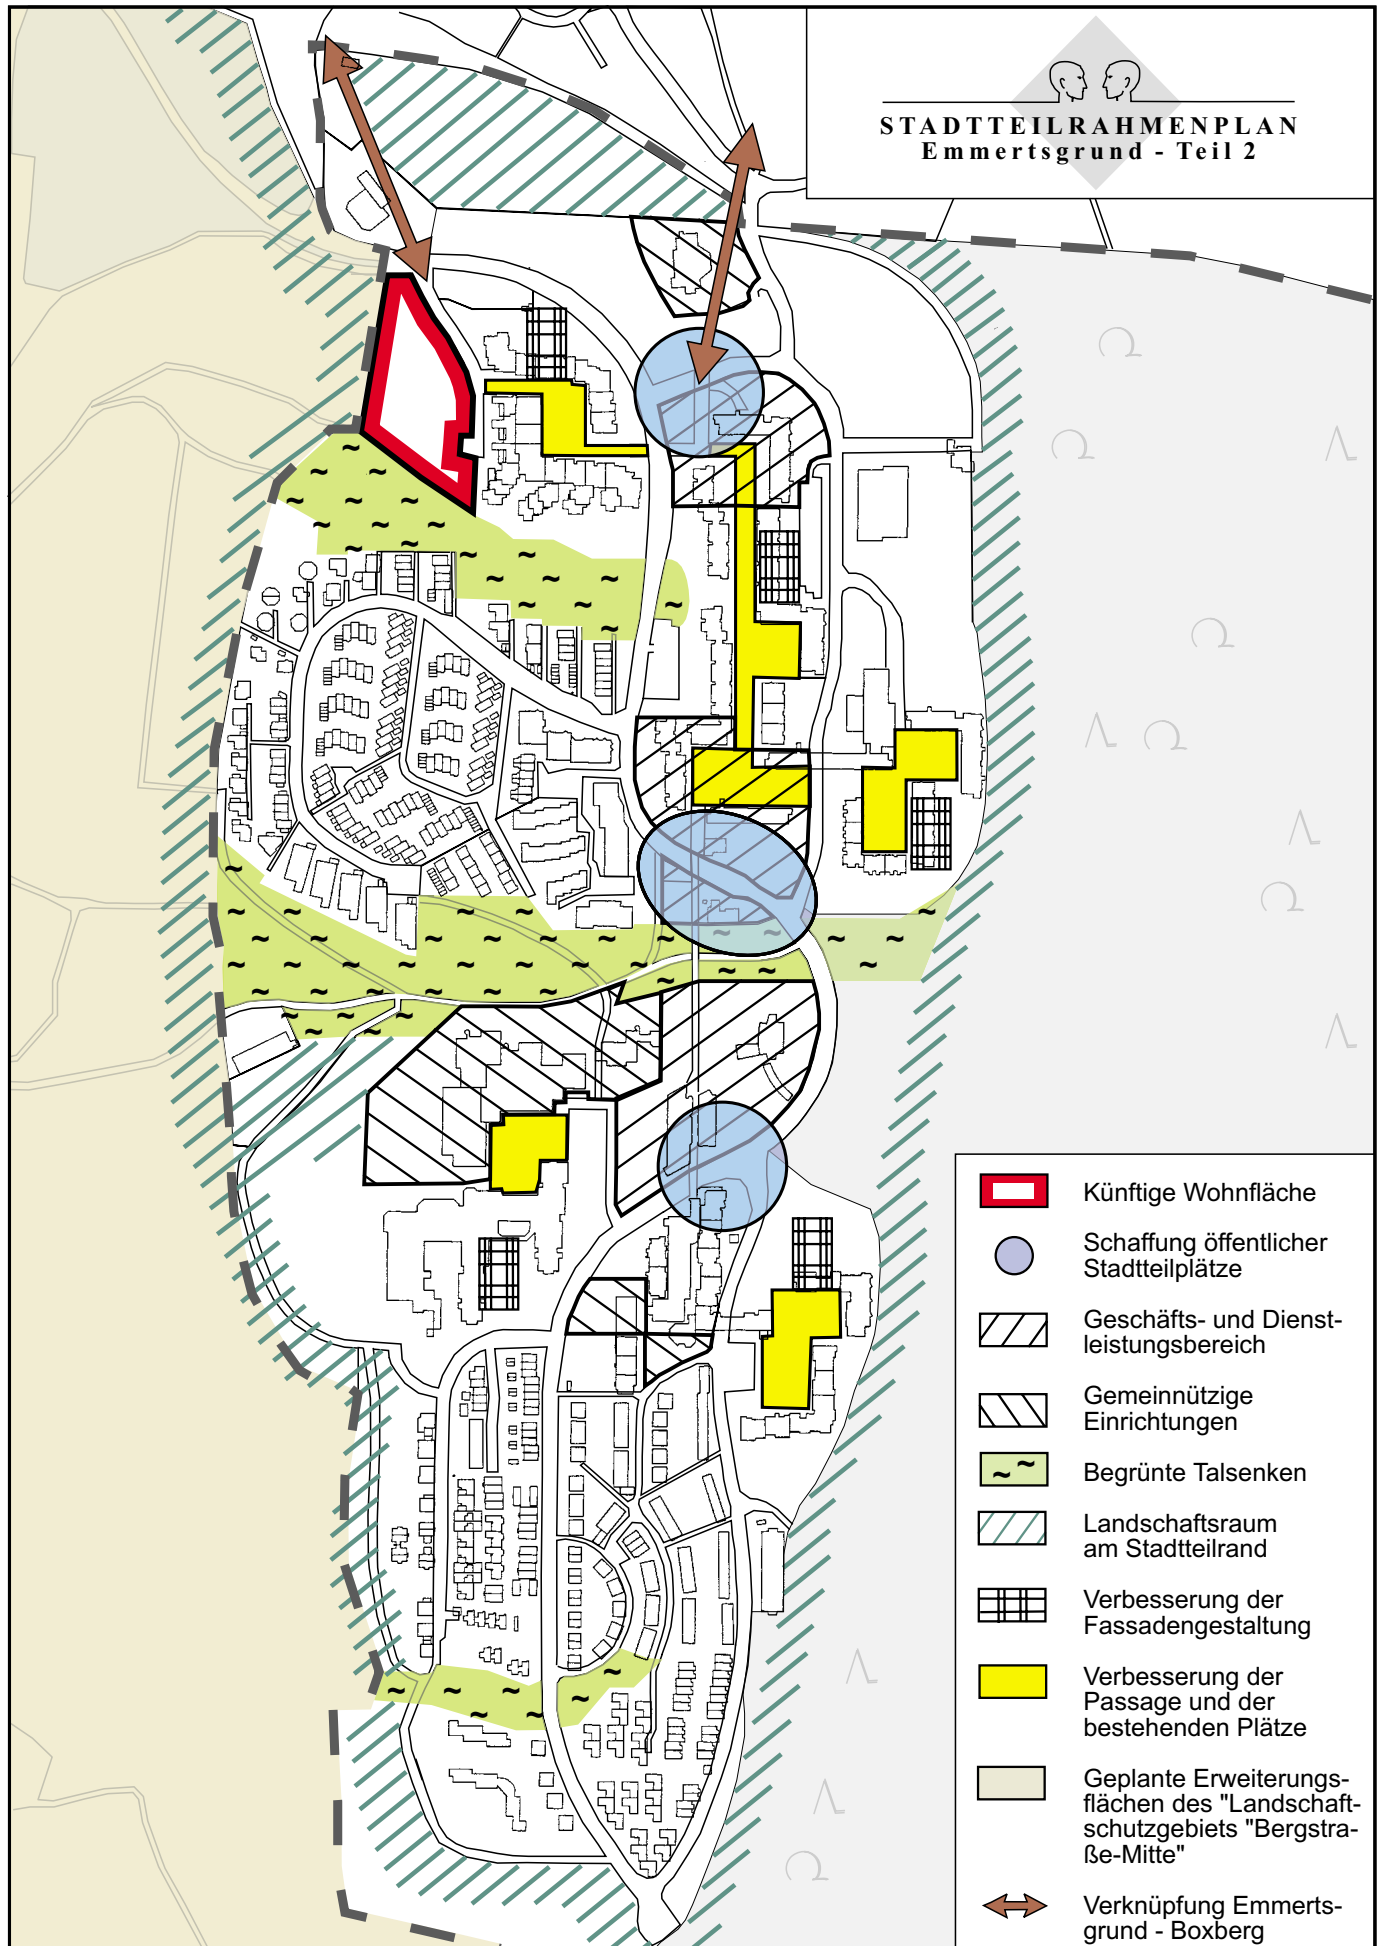 STADTTEILRAHMENPLAN
Emmertsgrund - Teil 2
Künftige Wohnfläche
Schaffung öffentlicher
Stadtteilplätze
Geschäfts- und Dienst-
leistungsbereich
Gemeinnützige
Einrichtungen
Begrünte Talsenken
Landschaftsraum
am Stadtteilrand
Verbesserung der
Fassadengestaltung
Verbesserung der
Passage und der
bestehenden Plätze
Geplante Erweiterungs-
flächen des "Landschaft-
schutzgebiets "Bergstra-
ße-Mitte"
Verknüpfung Emmerts-
grund - Boxberg